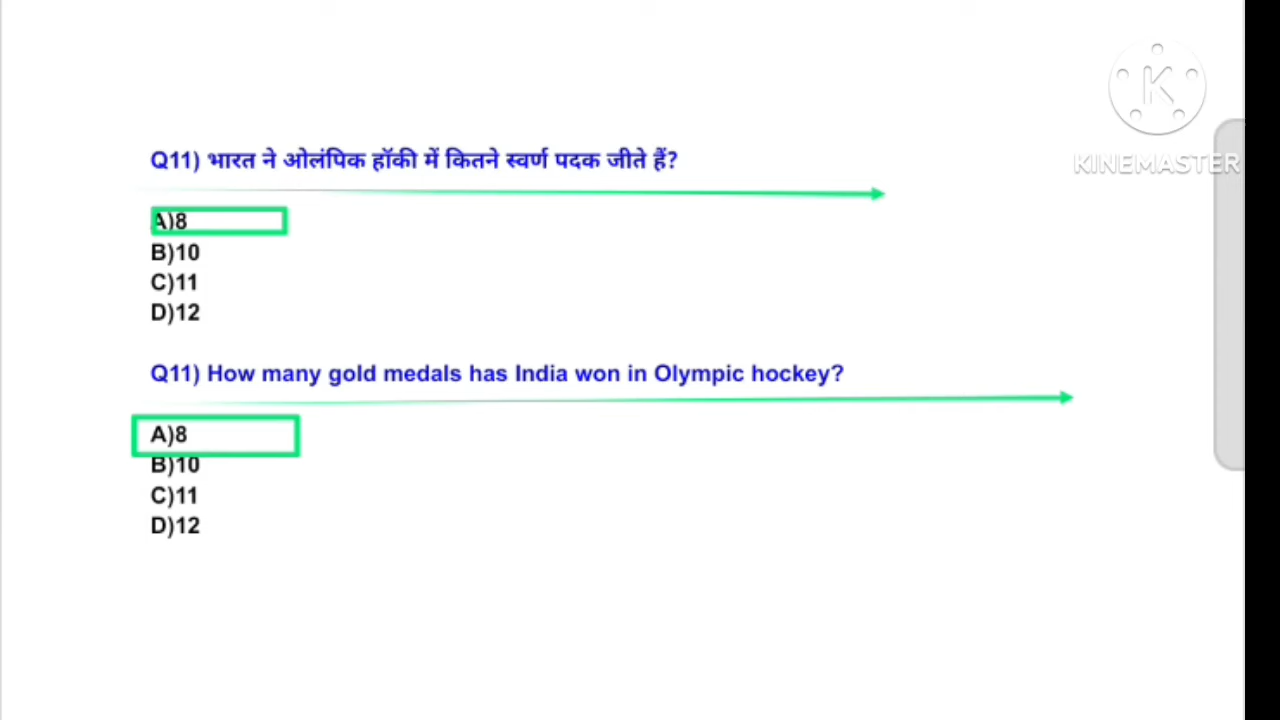 Q11) भारत ने ओलंपिक हॉकी में कितने स्वर्ण पदक जीते हैं?
A)8
B)10
C)11
D)12
Q11) How many gold medals has India won in Olympic hockey?
A)8
B)10
C)11
D)12
K
KINEMASTER